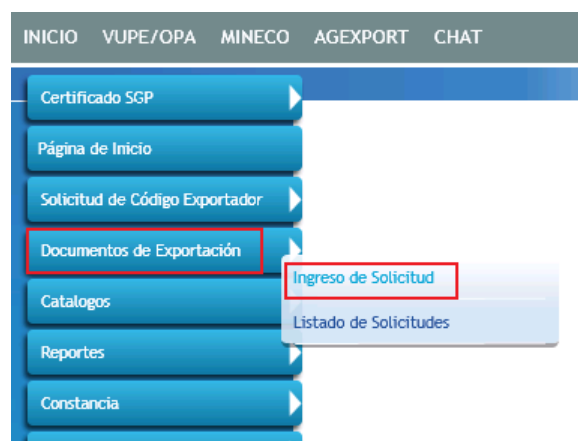 INICIO VUPE/OPA MINECO AGEXPORT CHAT
Certificado SGP
Página de Inicio
Solicitud de Código Exportador
Documentos de Exportación
Ingreso de Solicitud
Catalogos
Listado de Solicitudes
Reportes
Constancia